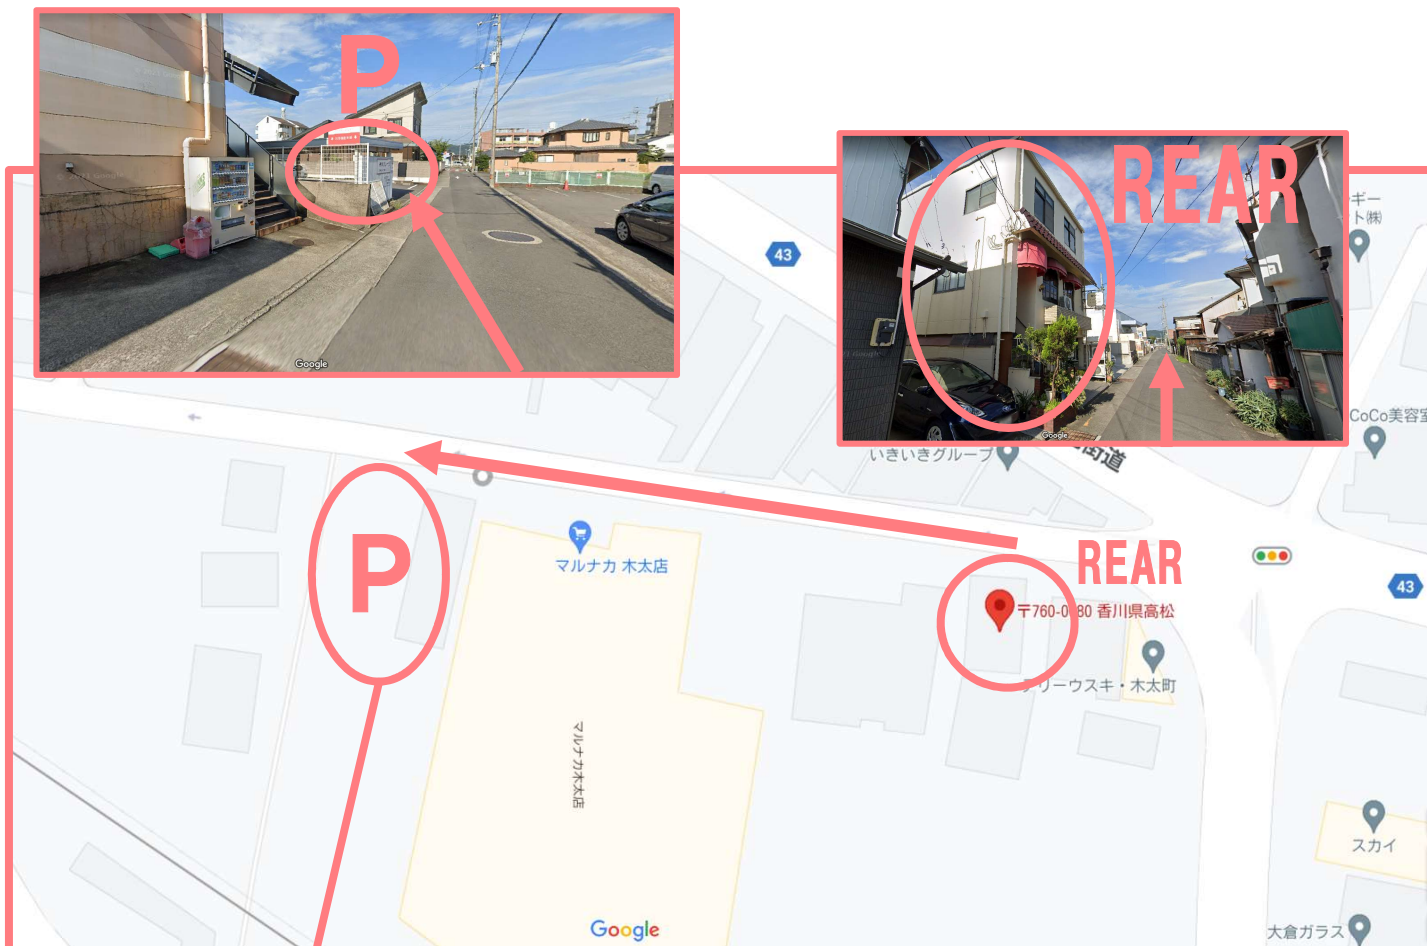 P
REAR
Google
Google
ギー
ト(株)
43
CoCo美容室
いきいきグループ
街道
P
マルナカ 木太店
REAR
43
〒760-0080 香川県高松
アリーウスキ・木太町
マルナカ木太店
スカイ
Google
大倉ガラス